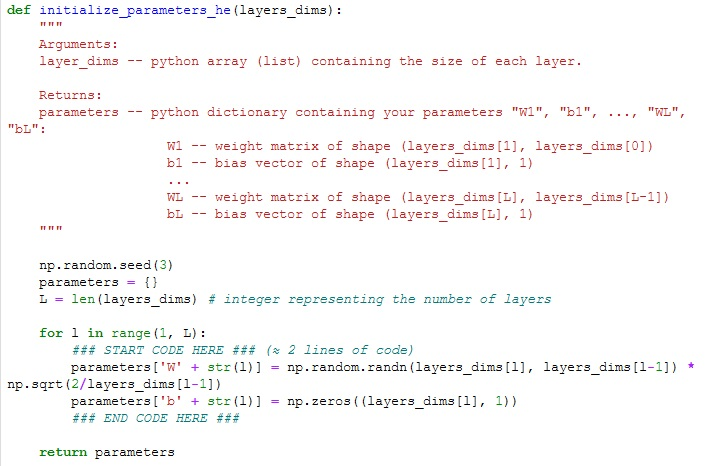 def initialize_parameters_he(layers_dims):
"""
Arguments:
layer_dims -- python array (list) containing the size of each layer.
Returns:
parameters -- python dictionary containing your parameters "W1", "b1", ..., "WL",
"bL":
W1 -- weight matrix of shape (layers_dims[1], layers_dims[0])
b1 -- bias vector of shape (layers_dims[1], 1)
...
WL -- weight matrix of shape (layers_dims[L], layers_dims[L-1])
bL -- bias vector of shape (layers_dims[L], 1)
"""
np.random.seed(3)
parameters = {}
L = len(layers_dims) # integer representing the number of layers
for l in range(1, L):
### START CODE HERE ### (≈ 2 lines of code)
parameters['W' + str(l)] = np.random.randn(layers_dims[l], layers_dims[l-1]) *
np.sqrt(2/layers_dims[l-1])
parameters['b' + str(l)] = np.zeros((layers_dims[l], 1))
### END CODE HERE ###
return parameters